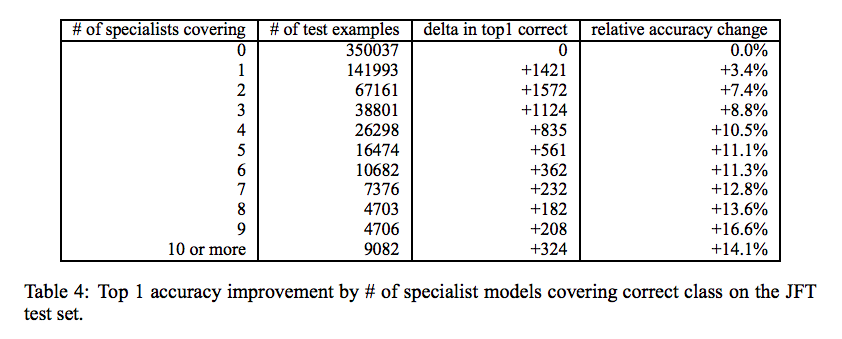 # of specialists covering # of test examples delta in top1 correct relative accuracy change
0 350037 0 0.0%
1 141993 +1421 +3.4%
2 67161 +1572 +7.4%
3 38801 +1124 +8.8%
4 26298 +835 +10.5%
5 16474 +561 +11.1%
6 10682 +362 +11.3%
7 7376 +232 +12.8%
8 4703 +182 +13.6%
9 4706 +208 +16.6%
10 or more 9082 +324 +14.1%
Table 4: Top 1 accuracy improvement by # of specialist models covering correct class on the JFT
test set.